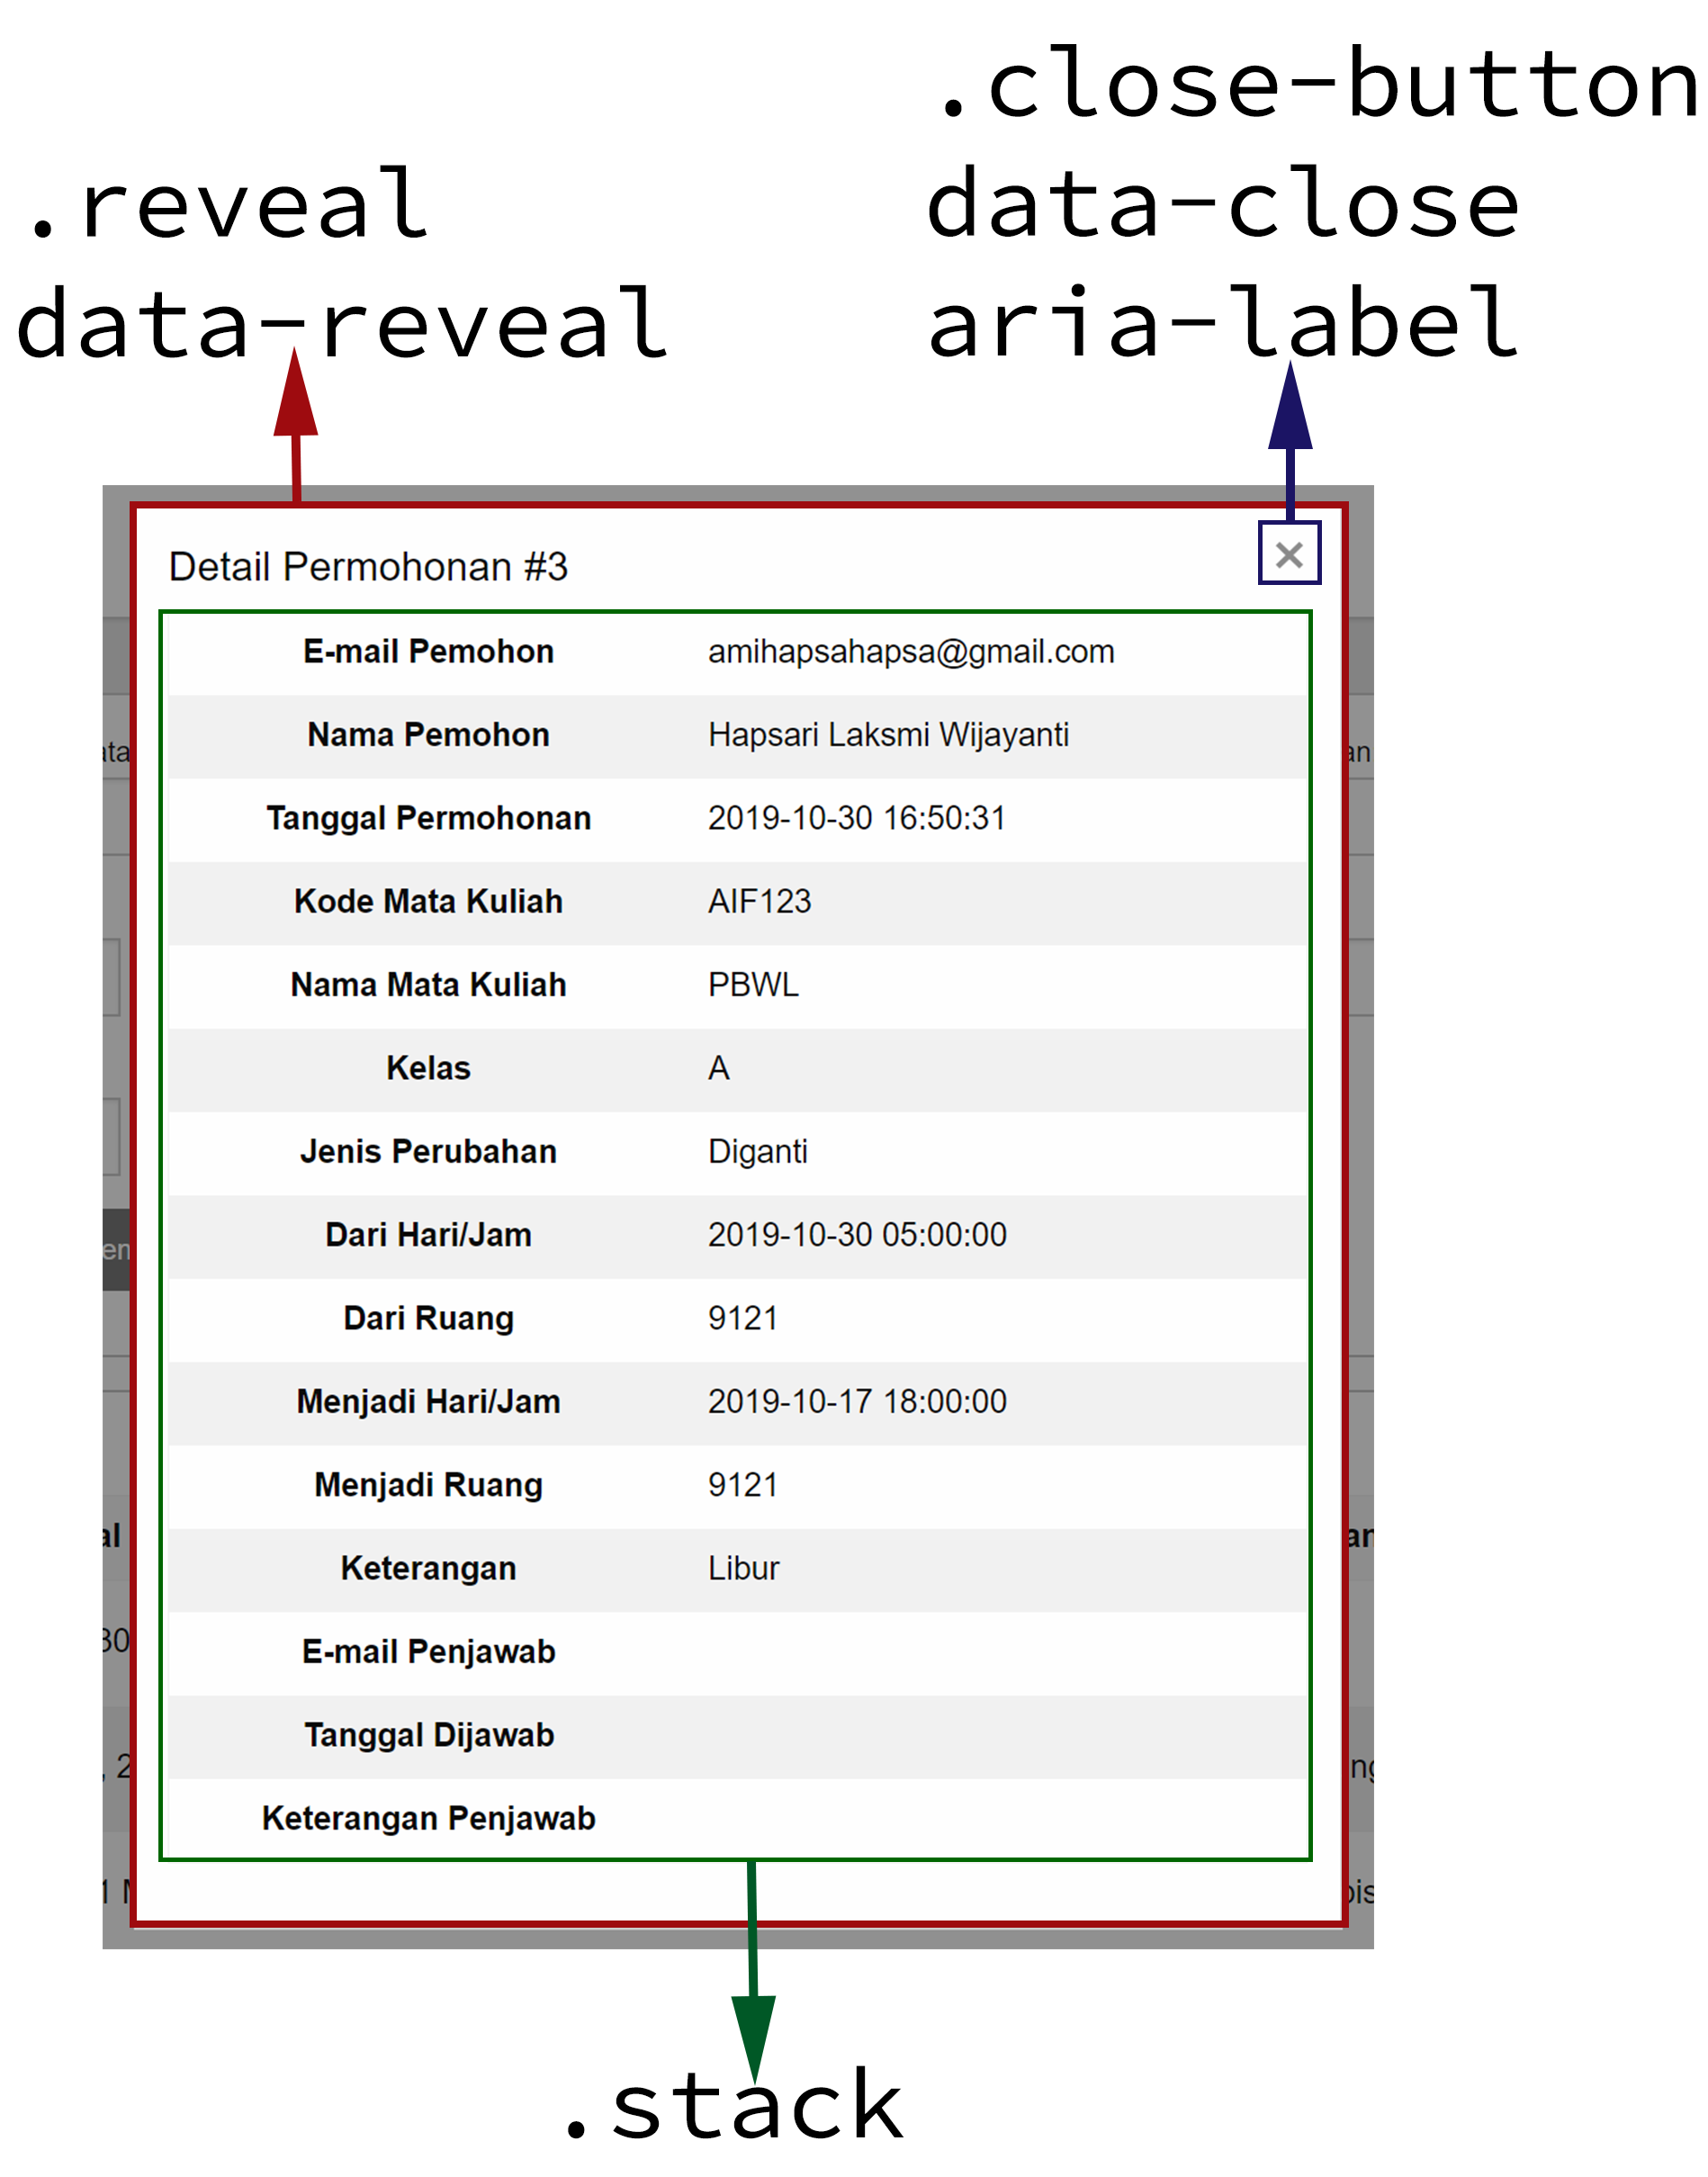 .close-button
.reveal
data-close
data-reveal
aria-label
Detail Permohonan #3
×
E-mail Pemohon amihapsahapsa@gmail.com
Nama Pemohon Hapsari Laksmi Wijayanti
Tanggal Permohonan 2019-10-30 16:50:31
Kode Mata Kuliah AIF123
Nama Mata Kuliah PBWL
Kelas A
Jenis Perubahan Diganti
Dari Hari/Jam 2019-10-30 05:00:00
Dari Ruang 9121
Menjadi Hari/Jam 2019-10-17 18:00:00
Menjadi Ruang 9121
Keterangan Libur
E-mail Penjawab
Tanggal Dijawab
Keterangan Penjawab
.stack